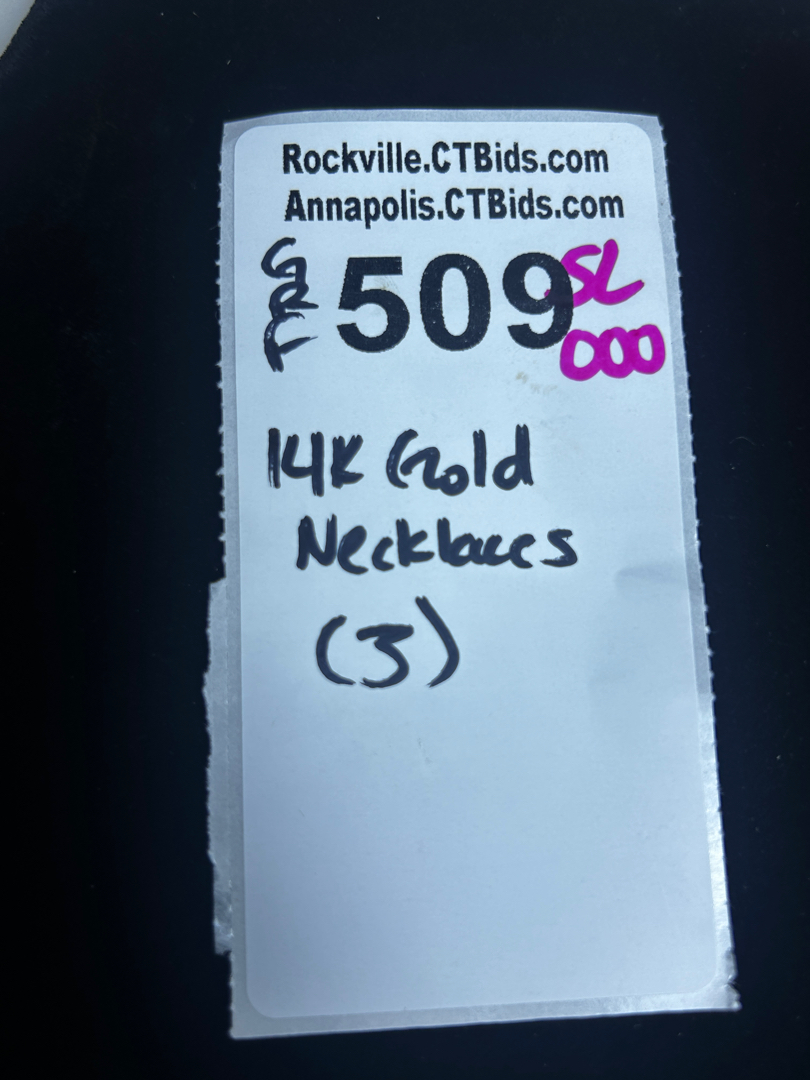 Rockville.CTBids.com
Annapolis.CTBids.com
509 SL
000
14K Gold
Necklaces
(3)